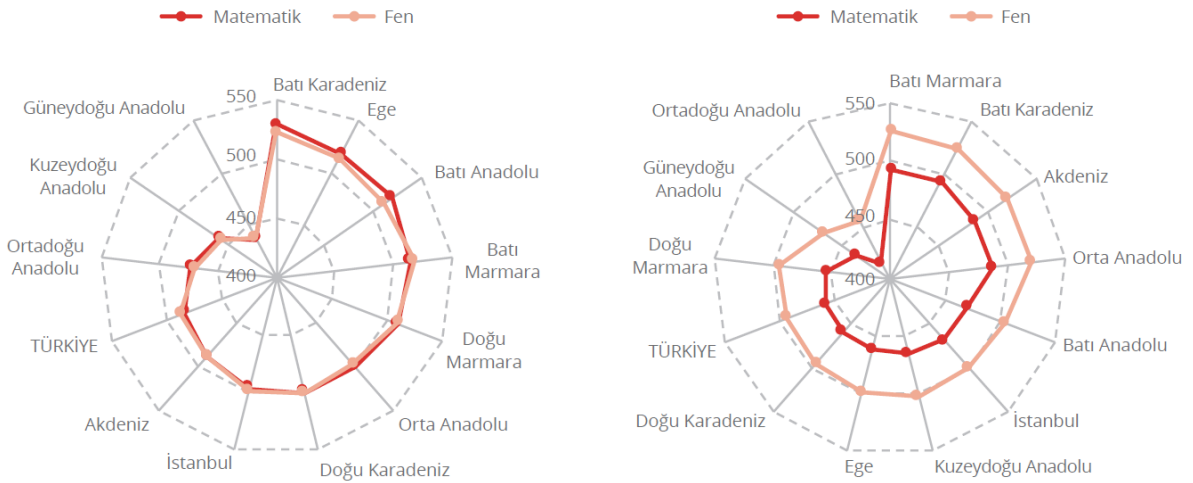 Matematik Fen
Batı Karadeniz
Ege
Batı Anadolu
Batı
Marmara
Doğu
Marmara
Orta Anadolu
Doğu Karadeniz
İstanbul
Akdeniz
TÜRKİYE
Ortadoğu
Anadolu
Kuzeydoğu
Anadolu
Güneydoğu Anadolu
550
500
450
400
Matematik Fen
Batı Marmara
Batı Karadeniz
Akdeniz
Orta Anadolu
Batı Anadolu
İstanbul
Kuzeydoğu Anadolu
Ege
Doğu Karadeniz
TÜRKİYE
Doğu
Marmara
Güneydoğu
Anadolu
Ortadoğu Anadolu
550
500
450
400